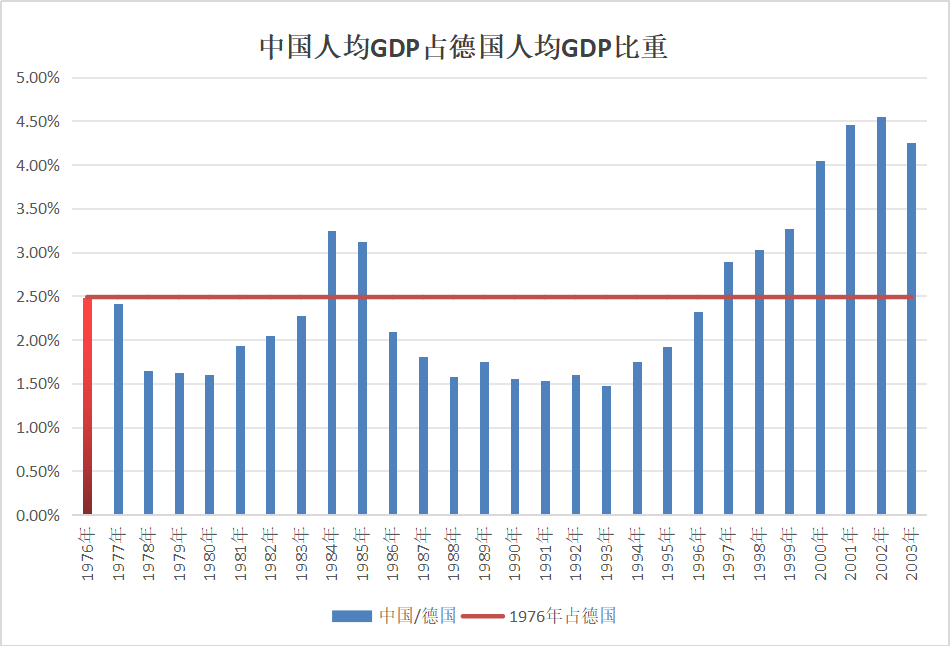 中国人均GDP占德国人均GDP比重
5.00%
4.50%
4.00%
3.50%
3.00%
2.50%
2.00%
1.50%
1.00%
0.50%
0.00%
1976年
1977年
1978年
1979年
1980年
1981年
1982年
1983年
1984年
1985年
1986年
1987年
1988年
1989年
1990年
1991年
1992年
1993年
1994年
1995年
1996年
1997年
1998年
1999年
2000年
2001年
2002年
2003年
中国/德国
1976年占德国